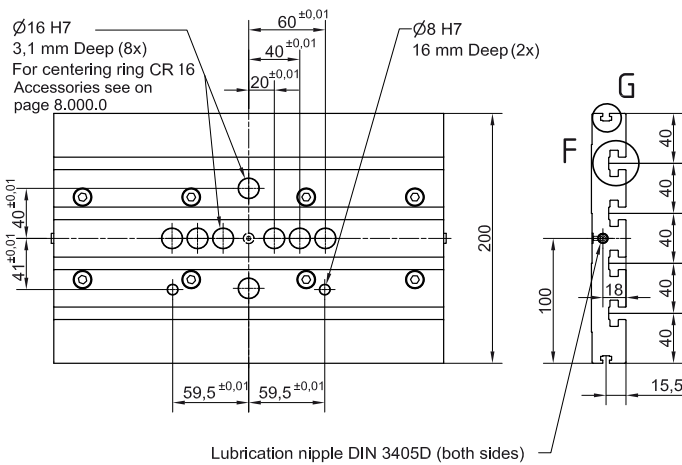 Ø16 H7
3,1 mm Deep (8x)
For centering ring CR 16
Accessories see on
page 8.000.0
60±0,01
40±0,01
20±0,01
Ø8 H7
16 mm Deep (2x)
G
F
40±0,01
41±0,01
200
100
40
40
40
40
40
18
15,5
59,5±0,01
59,5±0,01
Lubrication nipple DIN 3405D (both sides)